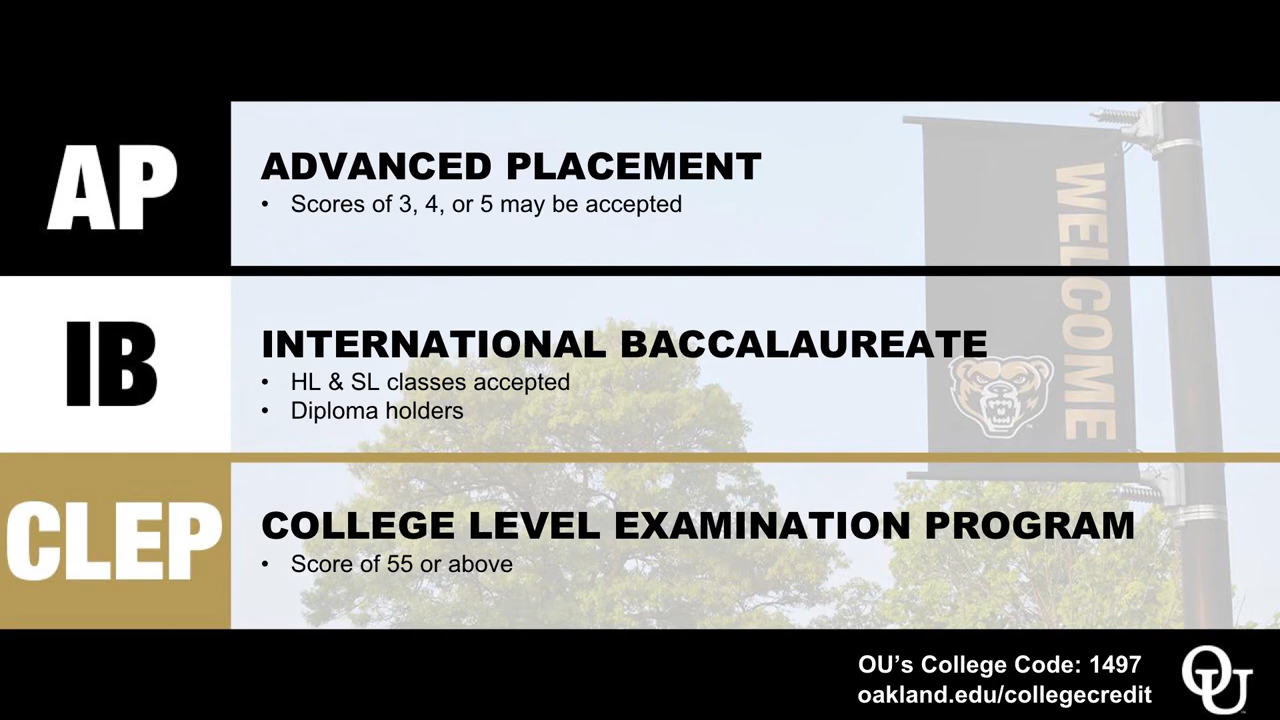 AP
ADVANCED PLACEMENT
• Scores of 3, 4, or 5 may be accepted
WELCOME
IB
INTERNATIONAL BACCALAUREATE
• HL & SL classes accepted
• Diploma holders
CLEP
COLLEGE LEVEL EXAMINATION PROGRAM
• Score of 55 or above
OU’s College Code: 1497
oakland.edu/collegecredit
OU